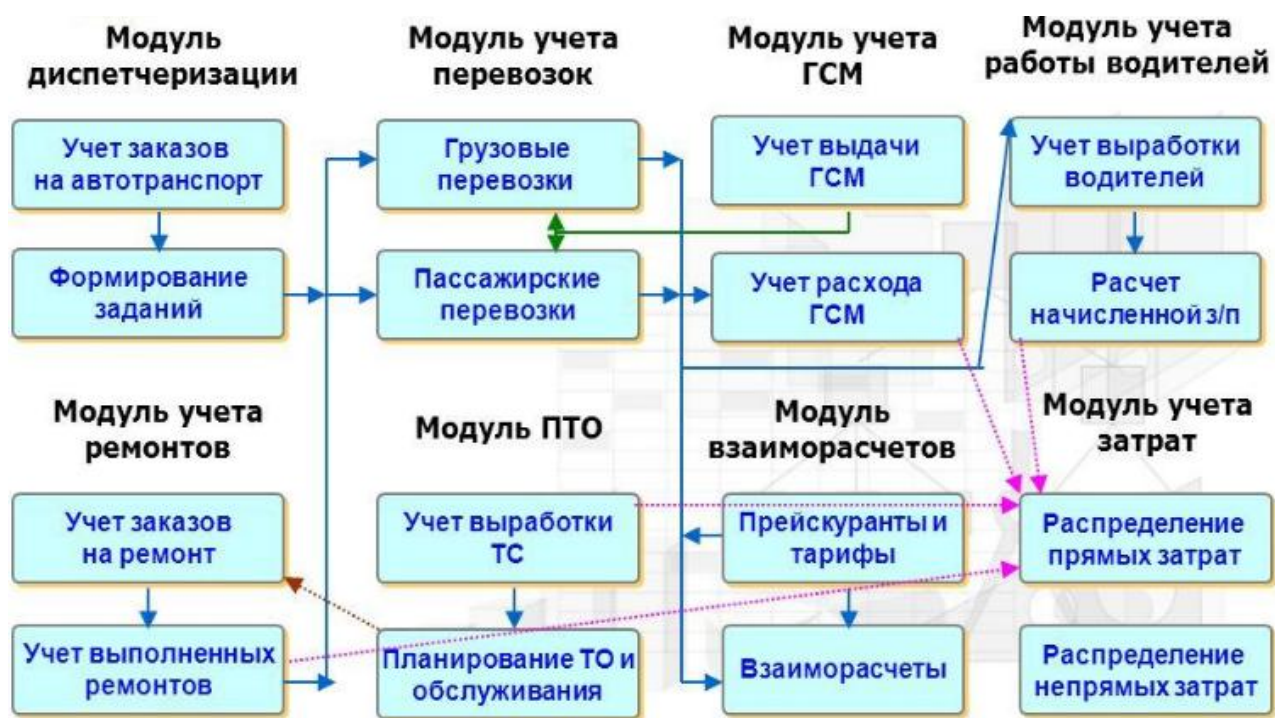 Модуль
диспетчеризации
Модуль учета
перевозок
Модуль учета
ГСМ
Модуль учета
работы водителей
Учет заказов
на автотранспорт
Грузовые
перевозки
Учет выдачи
ГСМ
Учет выработки
водителей
Формирование
заданий
Пассажирские
перевозки
Учет расхода
ГСМ
Расчет
начисленной з/п
Модуль учета
ремонтов
Модуль ПТО
Модуль
взаиморасчетов
Модуль учета
затрат
Учет заказов
на ремонт
Учет выработки
ТС
Прейскуранты и
тарифы
Распределение
прямых затрат
Учет выполненных
ремонтов
Планирование ТО и
обслуживания
Взаиморасчеты
Распределение
непрямых затрат